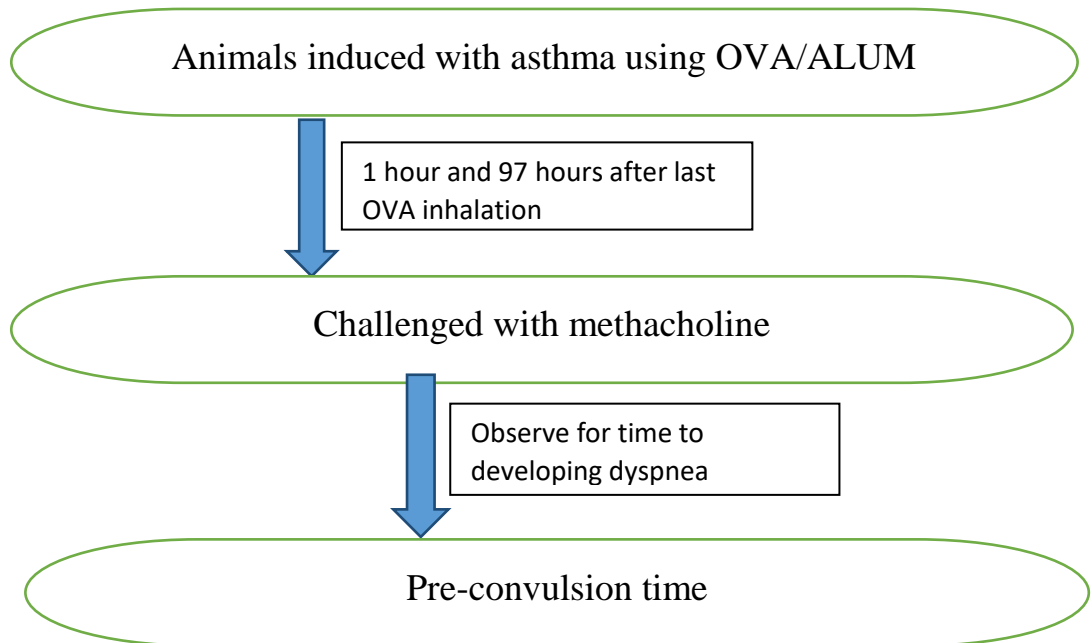 Animals induced with asthma using OVA/ALUM
1 hour and 97 hours after last
OVA inhalation
Challenged with methacholine
Observe for time to
developing dyspnea
Pre-convulsion time